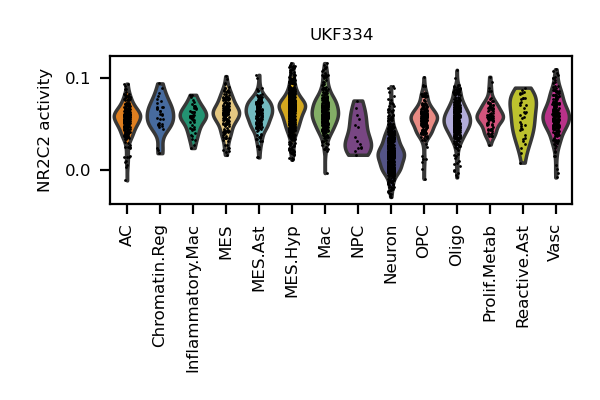 UKF334
NR2C2 activity
0.1
0.0
AC
Chromatin.Reg
Inflammatory.Mac
MES
MES.Ast
MES.Hyp
Mac
NPC
Neuron
OPC
Oligo
Prolif.Metab
Reactive.Ast
Vasc